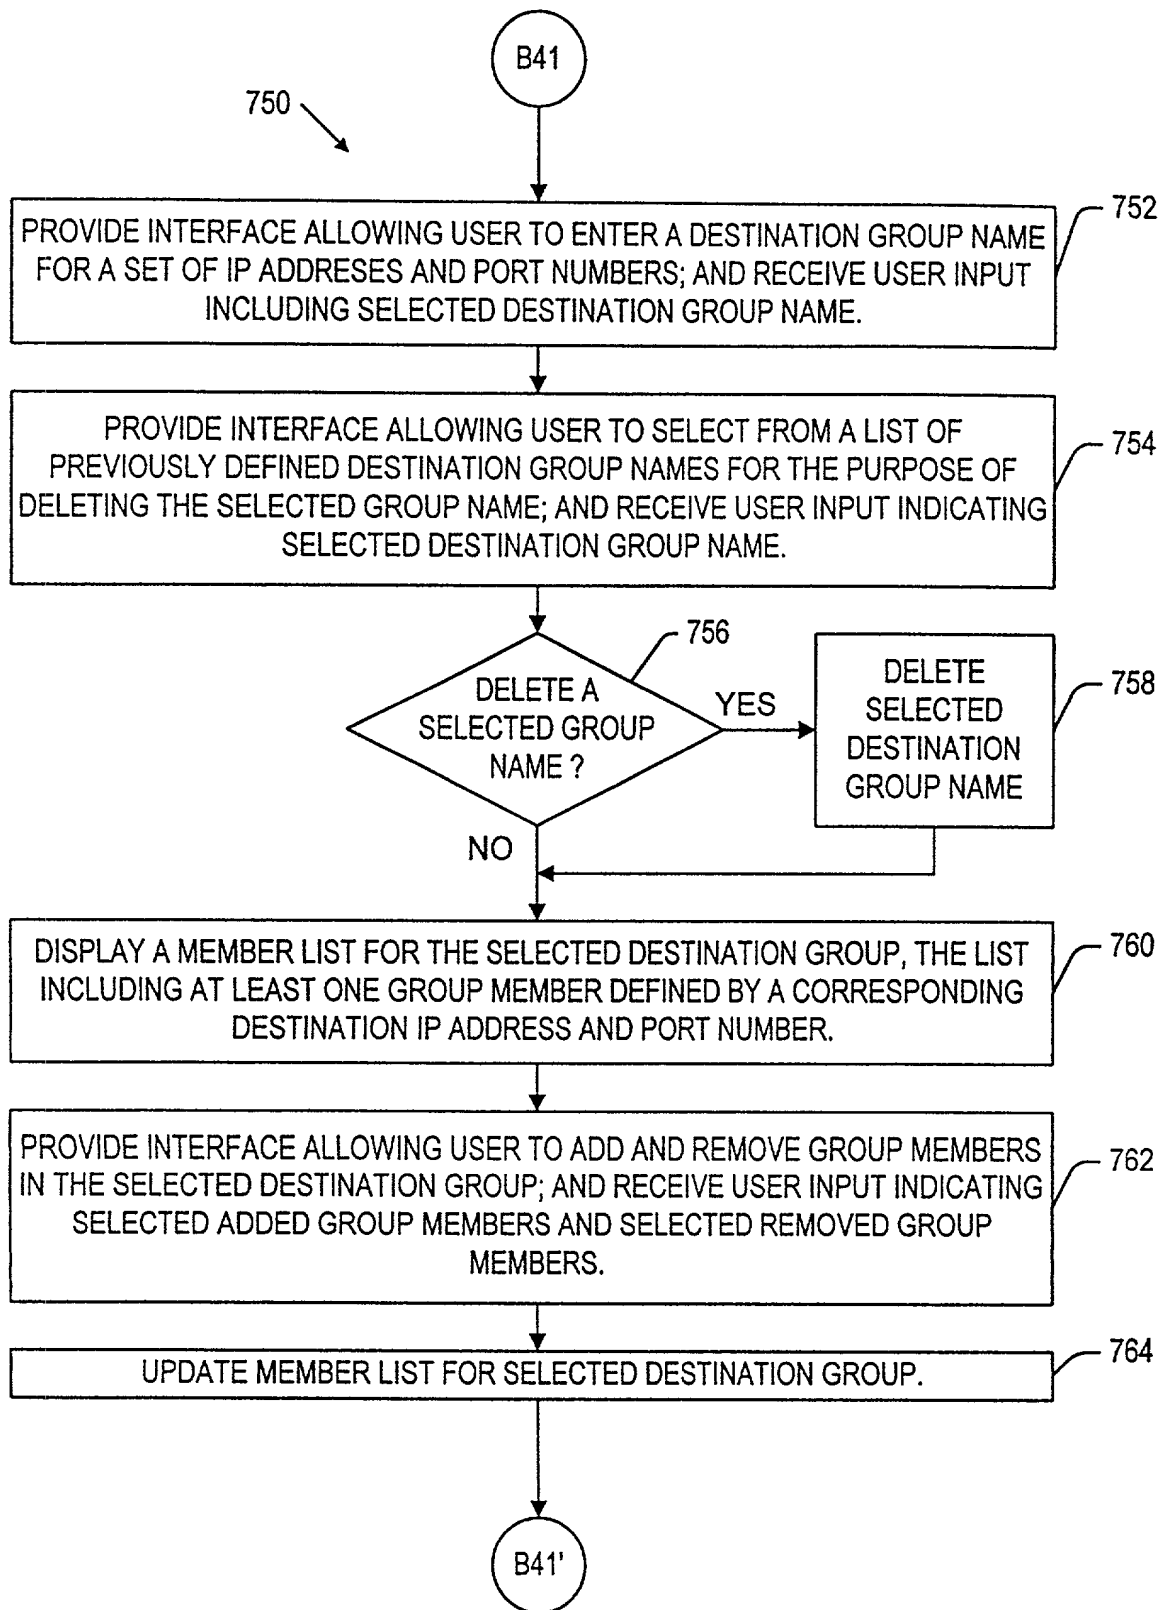 B41
750
752
PROVIDE INTERFACE ALLOWING USER TO ENTER A DESTINATION GROUP NAME
FOR A SET OF IP ADDRESES AND PORT NUMBERS; AND RECEIVE USER INPUT
INCLUDING SELECTED DESTINATION GROUP NAME.
754
PROVIDE INTERFACE ALLOWING USER TO SELECT FROM A LIST OF
PREVIOUSLY DEFINED DESTINATION GROUP NAMES FOR THE PURPOSE OF
DELETING THE SELECTED GROUP NAME; AND RECEIVE USER INPUT INDICATING
SELECTED DESTINATION GROUP NAME.
756
DELETE A
SELECTED GROUP
NAME ?
YES
NO
758
DELETE
SELECTED
DESTINATION
GROUP NAME
760
DISPLAY A MEMBER LIST FOR THE SELECTED DESTINATION GROUP, THE LIST
INCLUDING AT LEAST ONE GROUP MEMBER DEFINED BY A CORRESPONDING
DESTINATION IP ADDRESS AND PORT NUMBER.
762
PROVIDE INTERFACE ALLOWING USER TO ADD AND REMOVE GROUP MEMBERS
IN THE SELECTED DESTINATION GROUP; AND RECEIVE USER INPUT INDICATING
SELECTED ADDED GROUP MEMBERS AND SELECTED REMOVED GROUP
MEMBERS.
764
UPDATE MEMBER LIST FOR SELECTED DESTINATION GROUP.
B41'